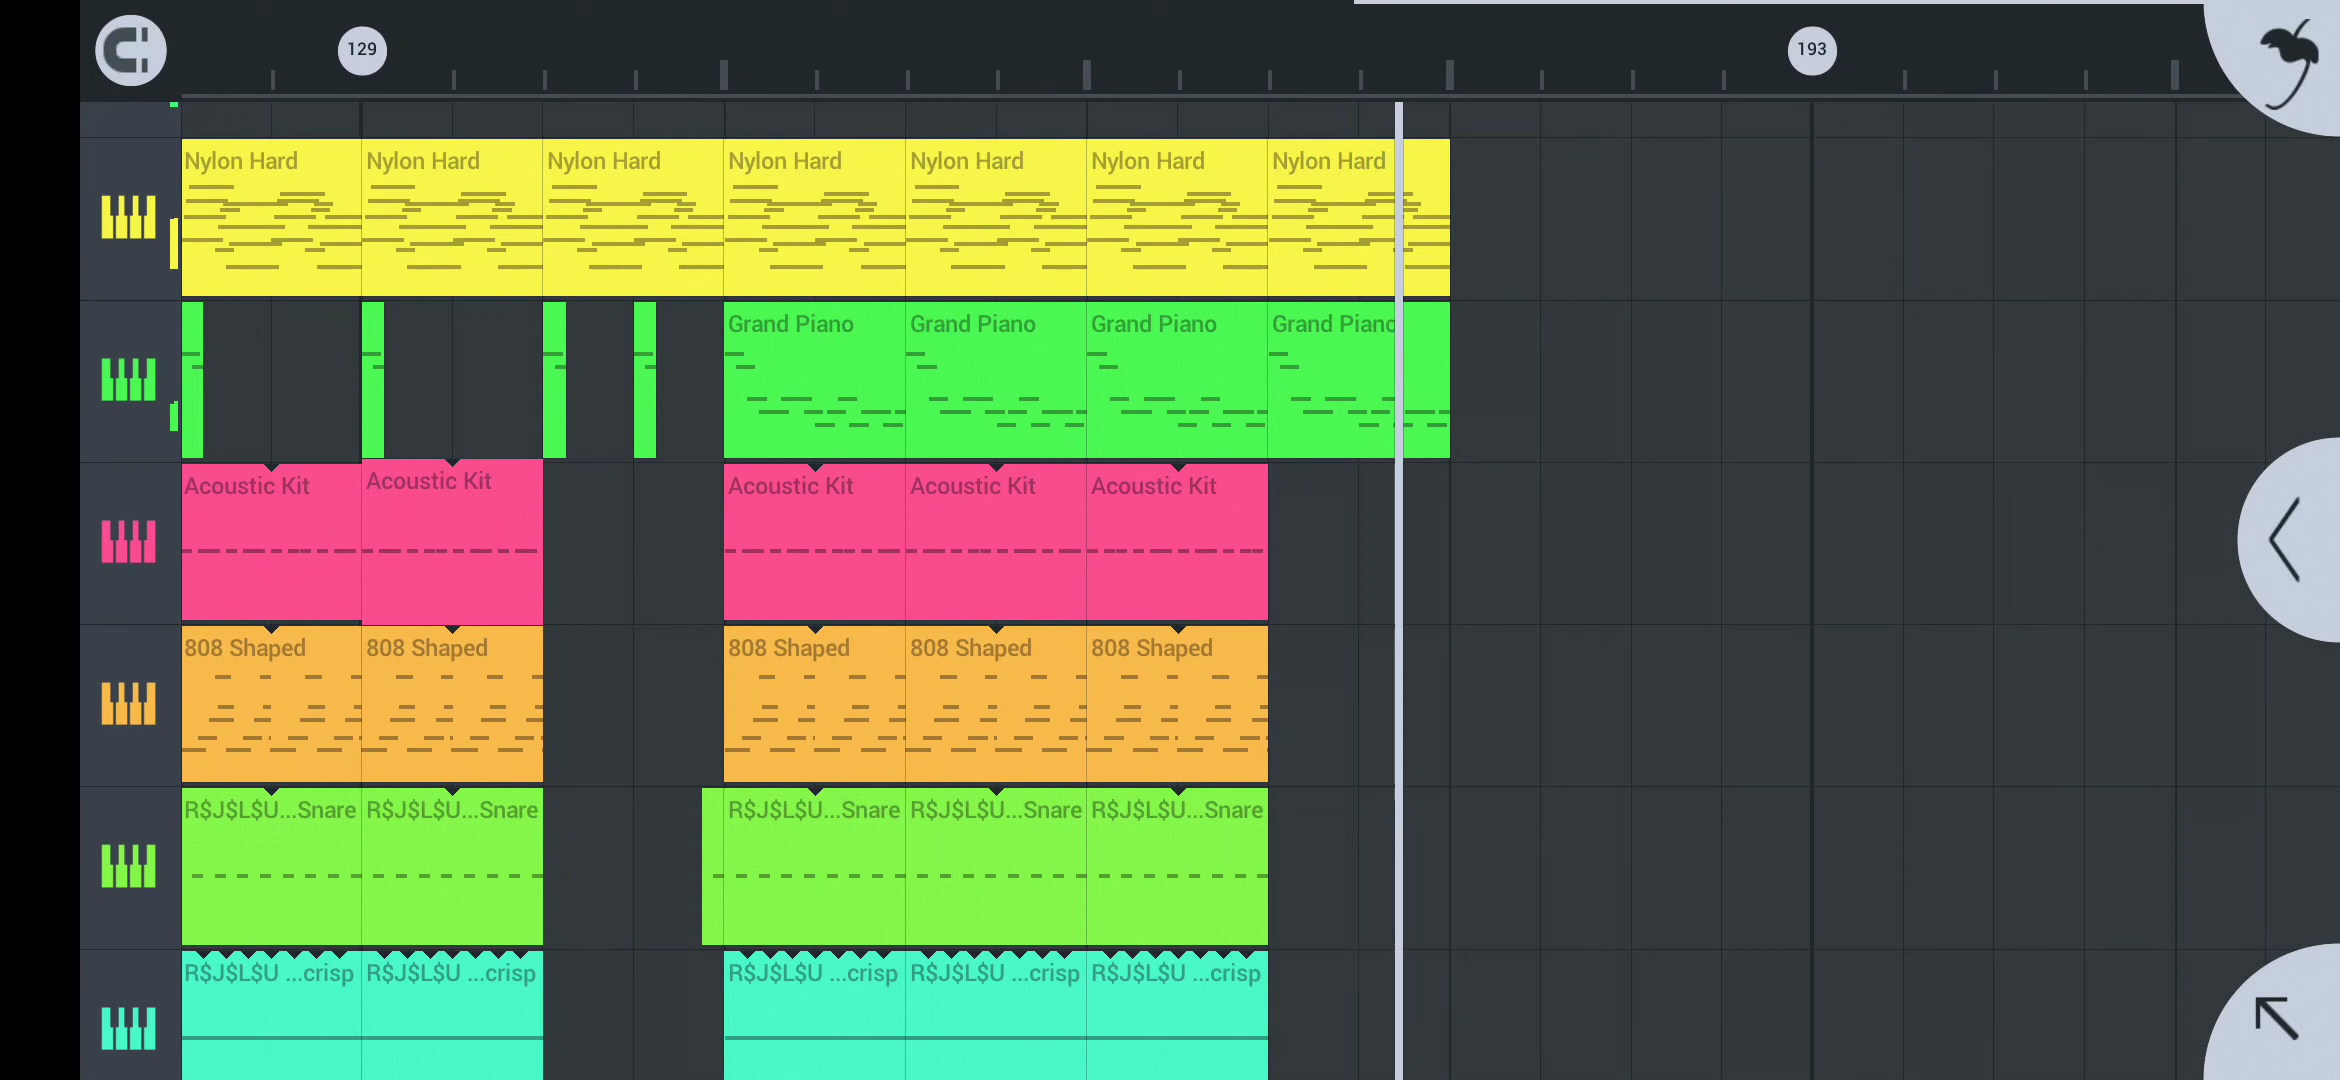 129 193
Nylon Hard Nylon Hard Nylon Hard Nylon Hard Nylon Hard Nylon Hard Nylon Hard
Grand Piano Grand Piano Grand Piano Grand Piano
Acoustic Kit Acoustic Kit Acoustic Kit Acoustic Kit Acoustic Kit
808 Shaped 808 Shaped 808 Shaped 808 Shaped 808 Shaped
R$J$L$U...Snare R$J$L$U...Snare R$J$L$U...Snare R$J$L$U...Snare R$J$L$U...Snare
R$J$L$U ...crisp R$J$L$U ...crisp R$J$L$U ...crisp R$J$L$U ...crisp R$J$L$U ...crisp